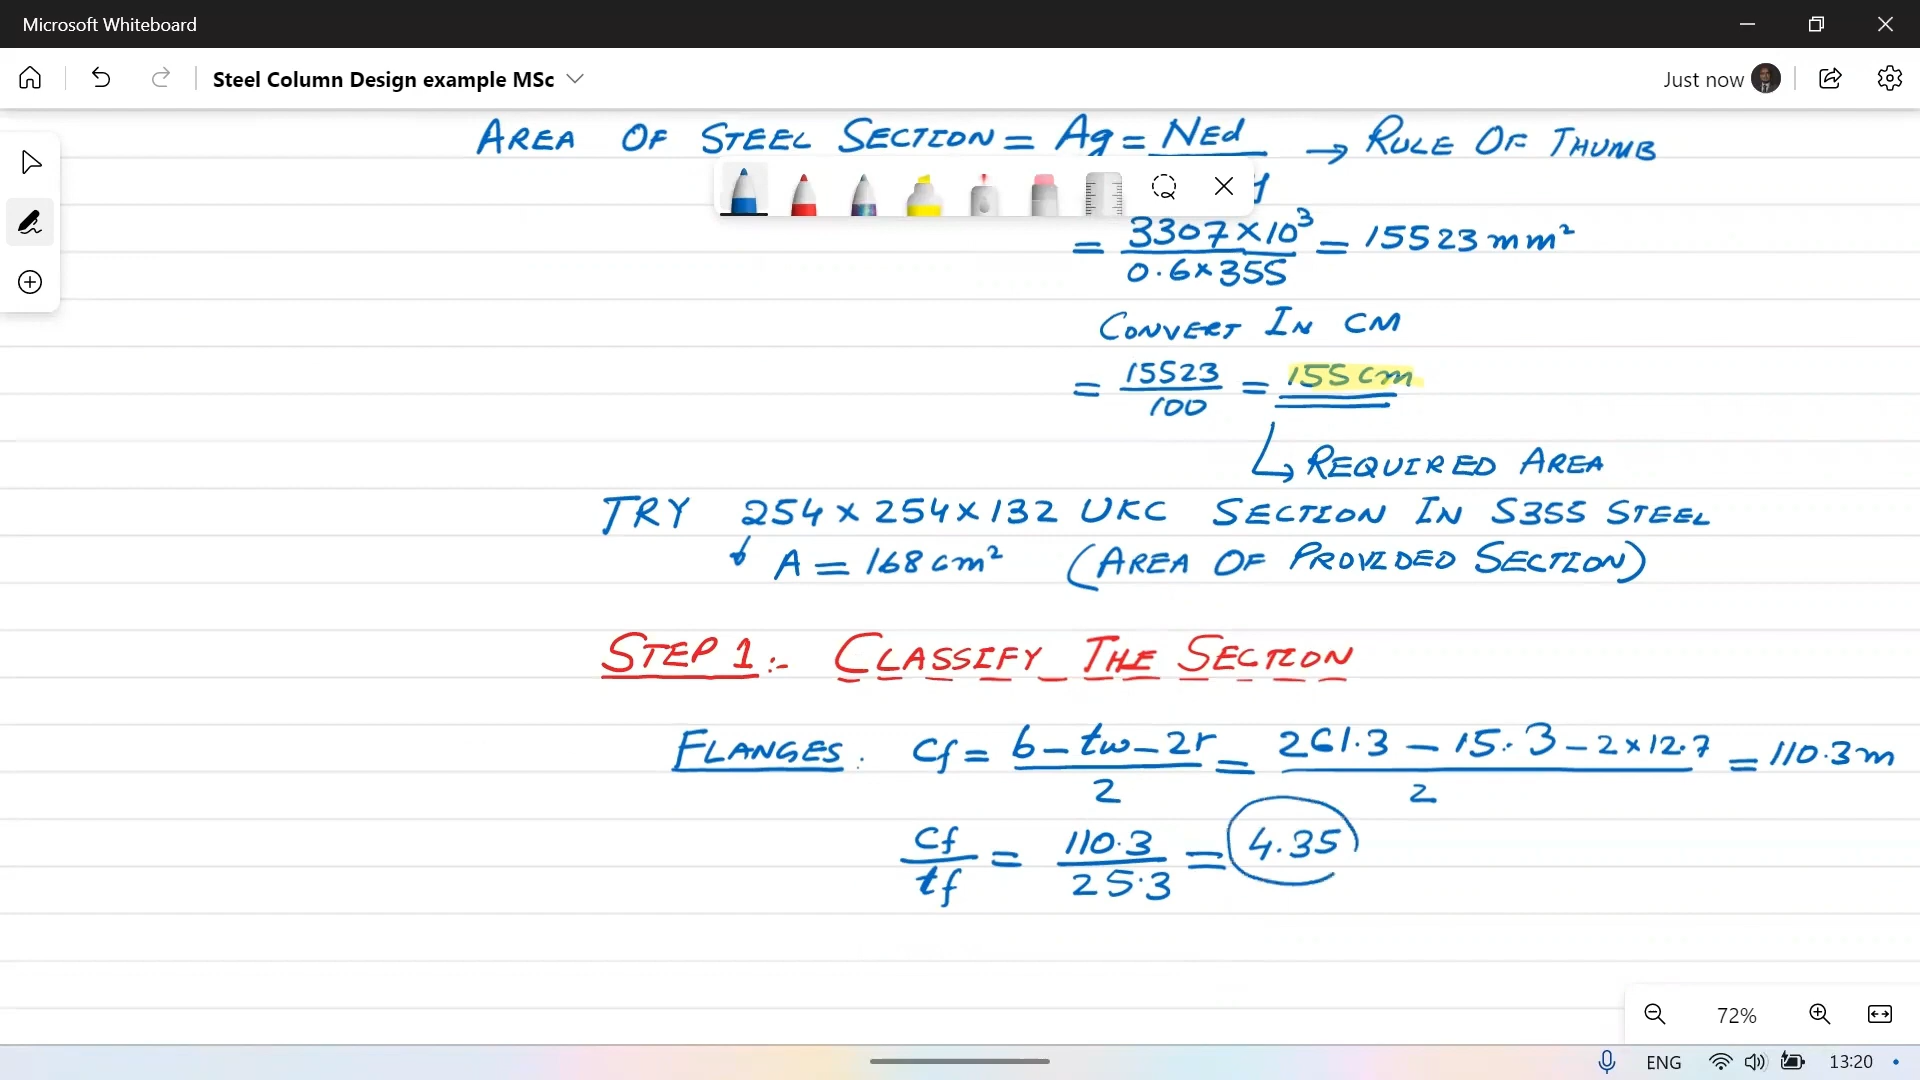 Microsoft Whiteboard
Steel Column Design example MSc
Just now
AREA OF STEEL SECTION = Ag = NEd → RULE OF THUMB
= 3307 × 10³ / 0.6 × 355 = 15523 mm²
CONVERT IN CM
= 15523 / 100 = 155 cm
REQUIRED AREA
TRY 254 × 254 × 132 UKC SECTION IN S355 STEEL
A = 168 cm² (AREA OF PROVIDED SECTION)
STEP 1:- CLASSIFY THE SECTION
FLANGES: Cf = b - tw - 2r / 2 = 261.3 - 15.3 - 2 × 12.7 / 2 = 110.3 m
Cf / tf = 110.3 / 25.3 = 4.35
72%
ENG 13:20